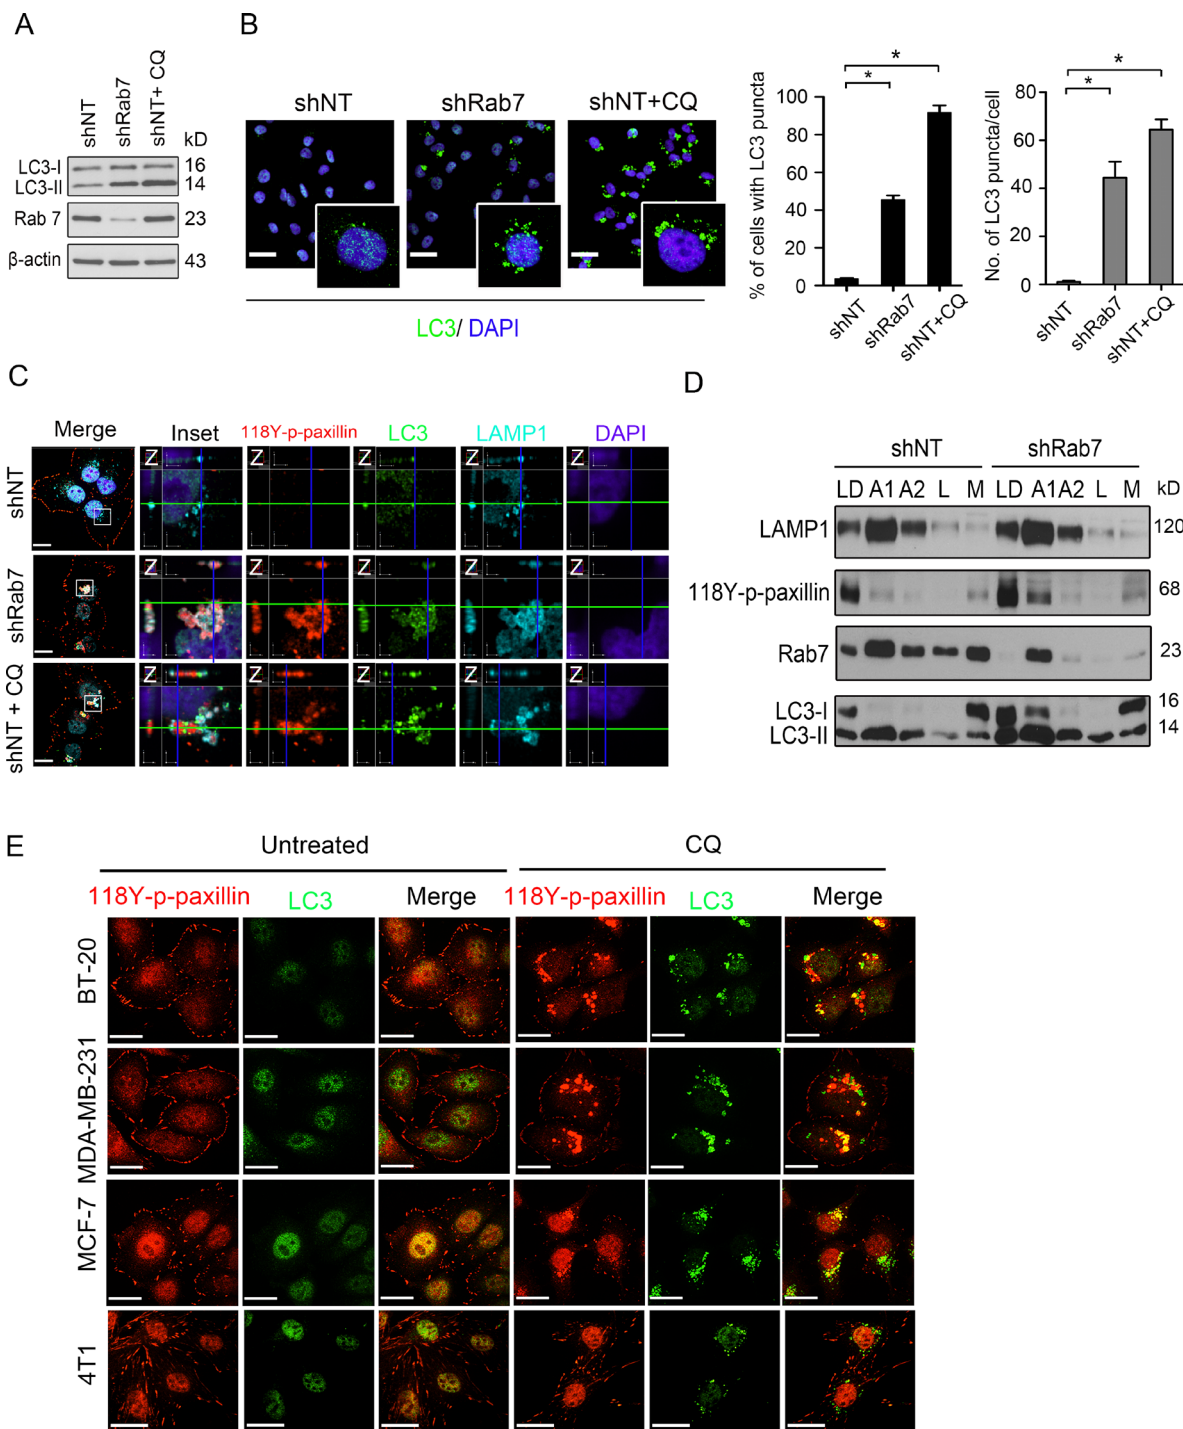 A
shNT
shRab7
shNT+ CQ
kD
LC3-I
16
LC3-II
14
Rab 7
23
β-actin
43
B
shNT
shRab7
shNT+CQ
LC3/ DAPI
% of cells with LC3 puncta
100
80
60
40
20
0
*
*
shNT
shRab7
shNT+CQ
No. of LC3 puncta/cell
80
60
40
20
0
*
*
shNT
shRab7
shNT+CQ
C
Merge
Inset
118Y-p-paxillin
LC3
LAMP1
DAPI
shNT
Z
Z
Z
Z
Z
shRab7
Z
Z
Z
Z
Z
shNT + CQ
Z
Z
Z
Z
Z
D
shNT
shRab7
LD A1 A2 L M LD A1 A2 L M kD
LAMP1
120
118Y-p-paxillin
68
Rab7
23
LC3-I
16
LC3-II
14
E
Untreated
CQ
118Y-p-paxillin LC3 Merge 118Y-p-paxillin LC3 Merge
BT-20
MDA-MB-231
MCF-7
4T1